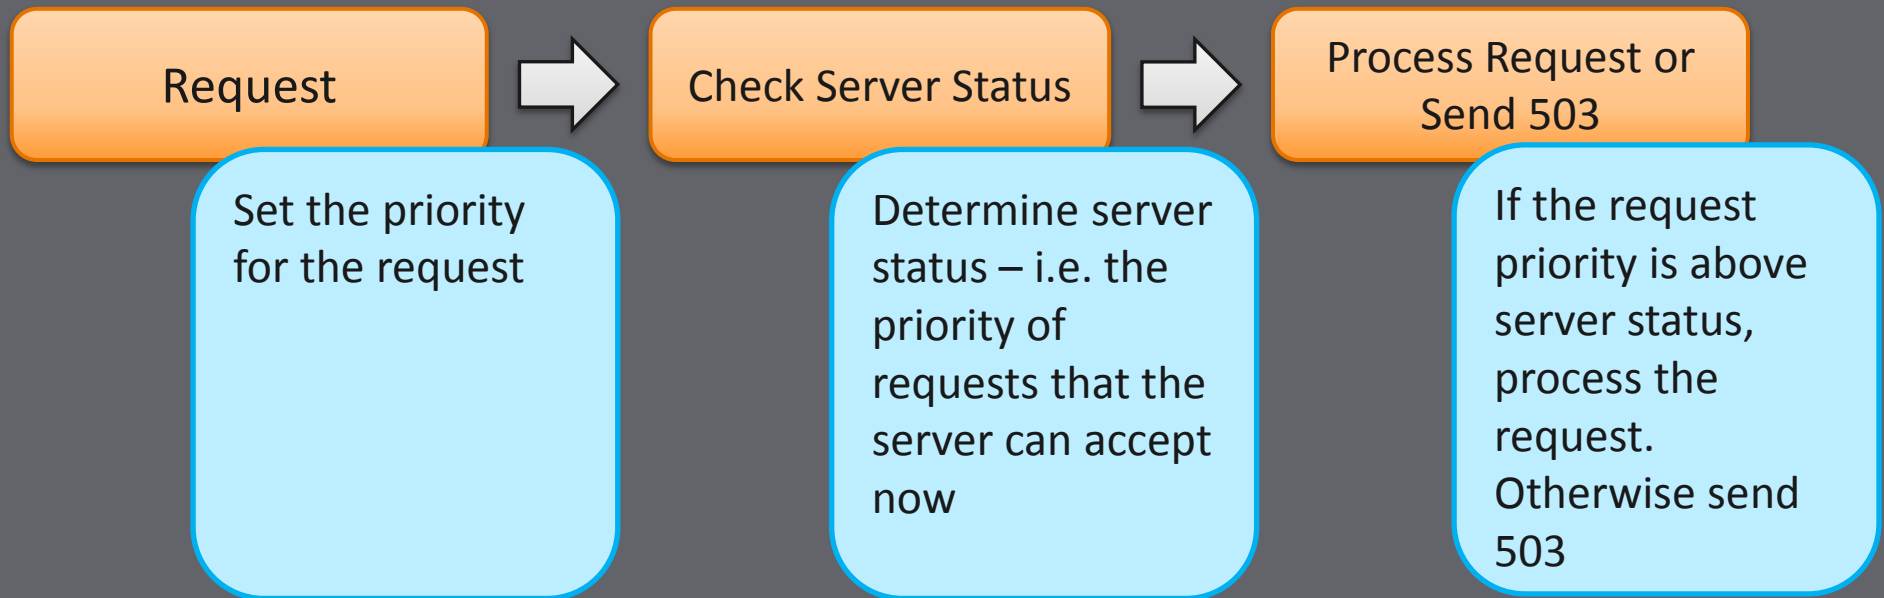 Request
Set the priority
for the request
Check Server Status
Determine server
status – i.e. the
priority of
requests that the
server can accept
now
Process Request or
Send 503
If the request
priority is above
server status,
process the
request.
Otherwise send
503